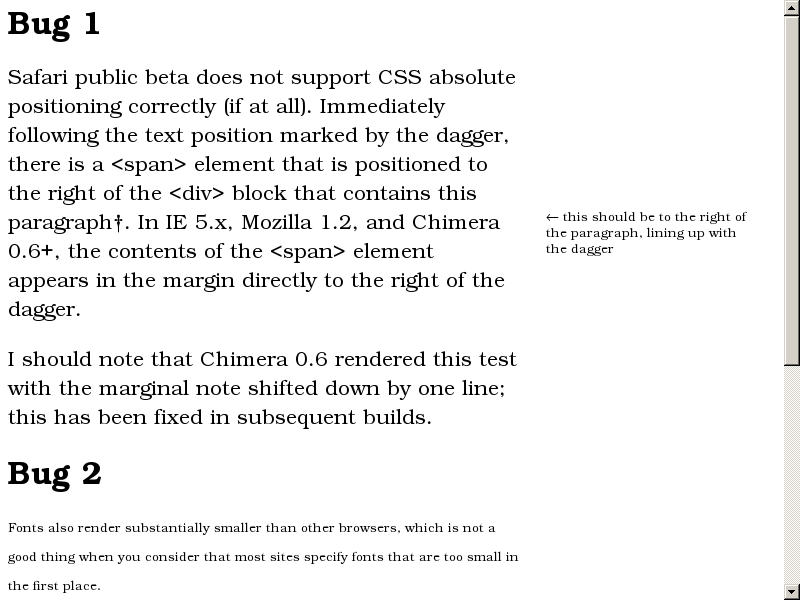 Bug 1
Safari public beta does not support CSS absolute
positioning correctly (if at all). Immediately
following the text position marked by the dagger,
there is a <span> element that is positioned to
the right of the <div> block that contains this
paragraph†. In IE 5.x, Mozilla 1.2, and Chimera
0.6+, the contents of the <span> element
appears in the margin directly to the right of the
dagger.
← this should be to the right of
the paragraph, lining up with
the dagger
I should note that Chimera 0.6 rendered this test
with the marginal note shifted down by one line;
this has been fixed in subsequent builds.
Bug 2
Fonts also render substantially smaller than other browsers, which is not a
good thing when you consider that most sites specify fonts that are too small in
the first place.